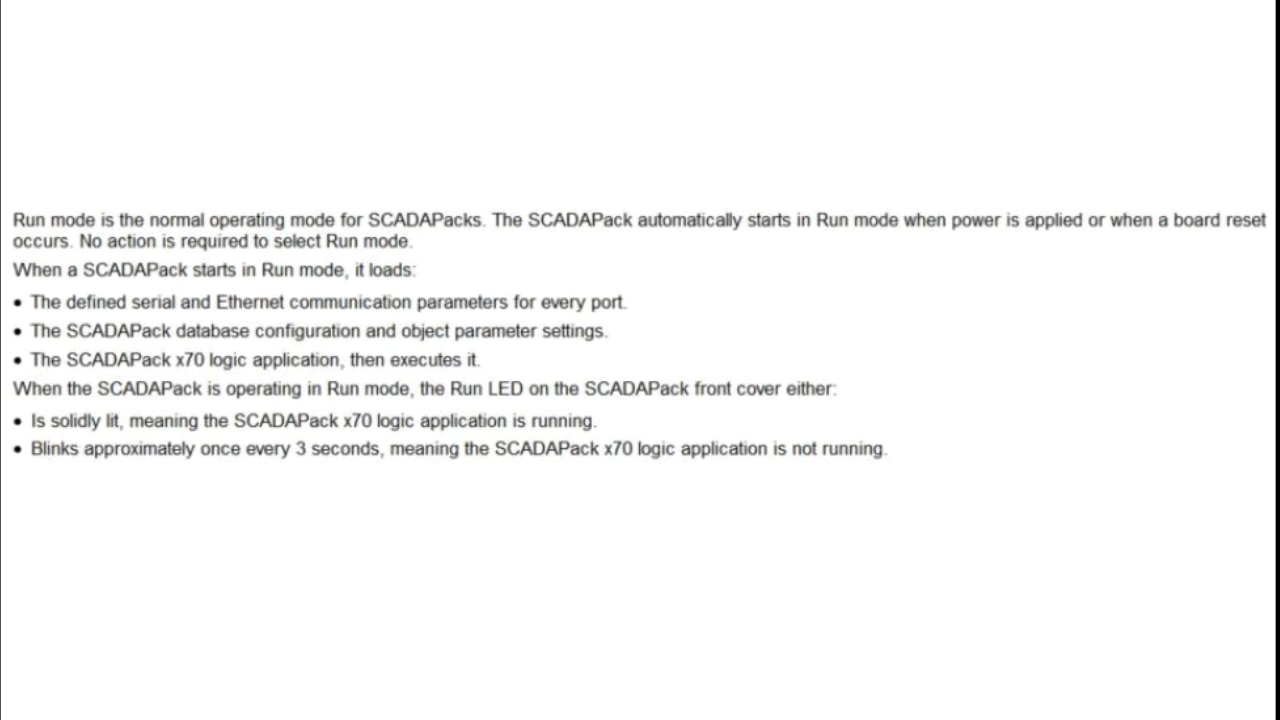 Run mode is the normal operating mode for SCADAPacks. The SCADAPack automatically starts in Run mode when power is applied or when a board reset
occurs. No action is required to select Run mode.
When a SCADAPack starts in Run mode, it loads:
• The defined serial and Ethernet communication parameters for every port.
• The SCADAPack database configuration and object parameter settings.
• The SCADAPack x70 logic application, then executes it.
When the SCADAPack is operating in Run mode, the Run LED on the SCADAPack front cover either:
• Is solidly lit, meaning the SCADAPack x70 logic application is running.
• Blinks approximately once every 3 seconds, meaning the SCADAPack x70 logic application is not running.